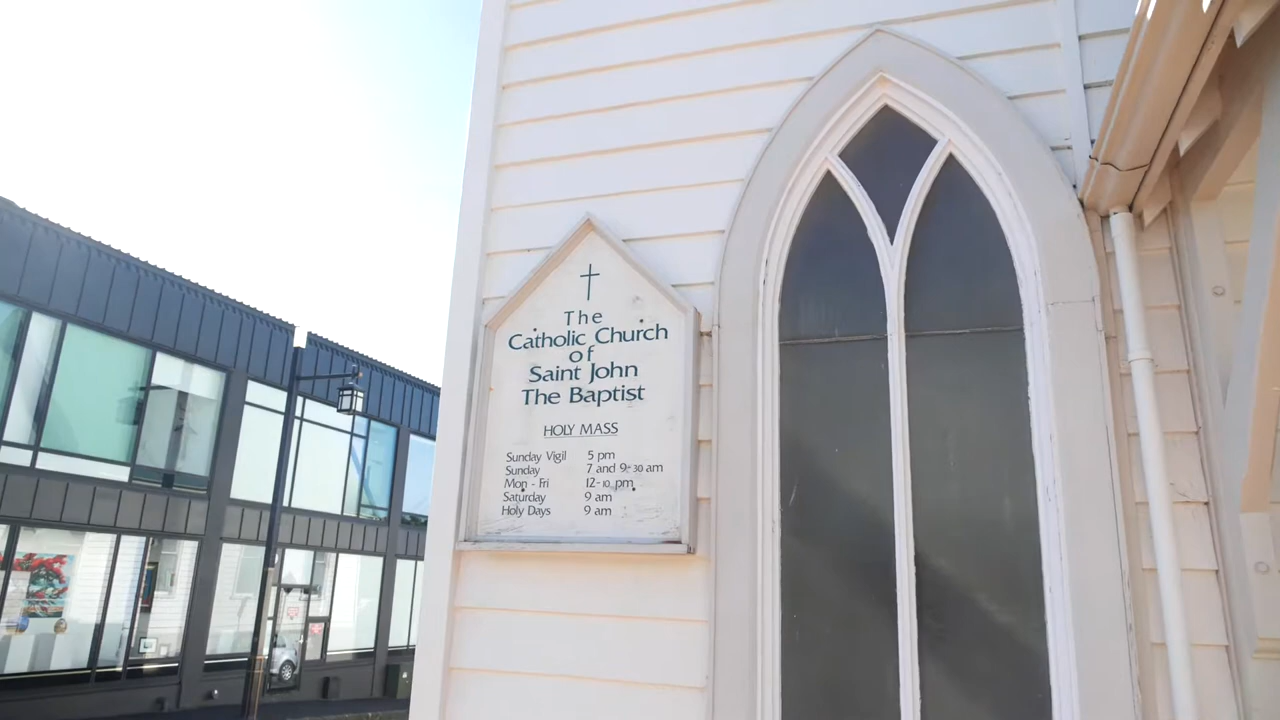 The
Catholic Church
of
Saint John
The Baptist
HOLY MASS
Sunday Vigil 5 pm
Sunday 7 and 9-30 am
Mon - Fri 12-10 pm
Saturday 9 am
Holy Days 9 am